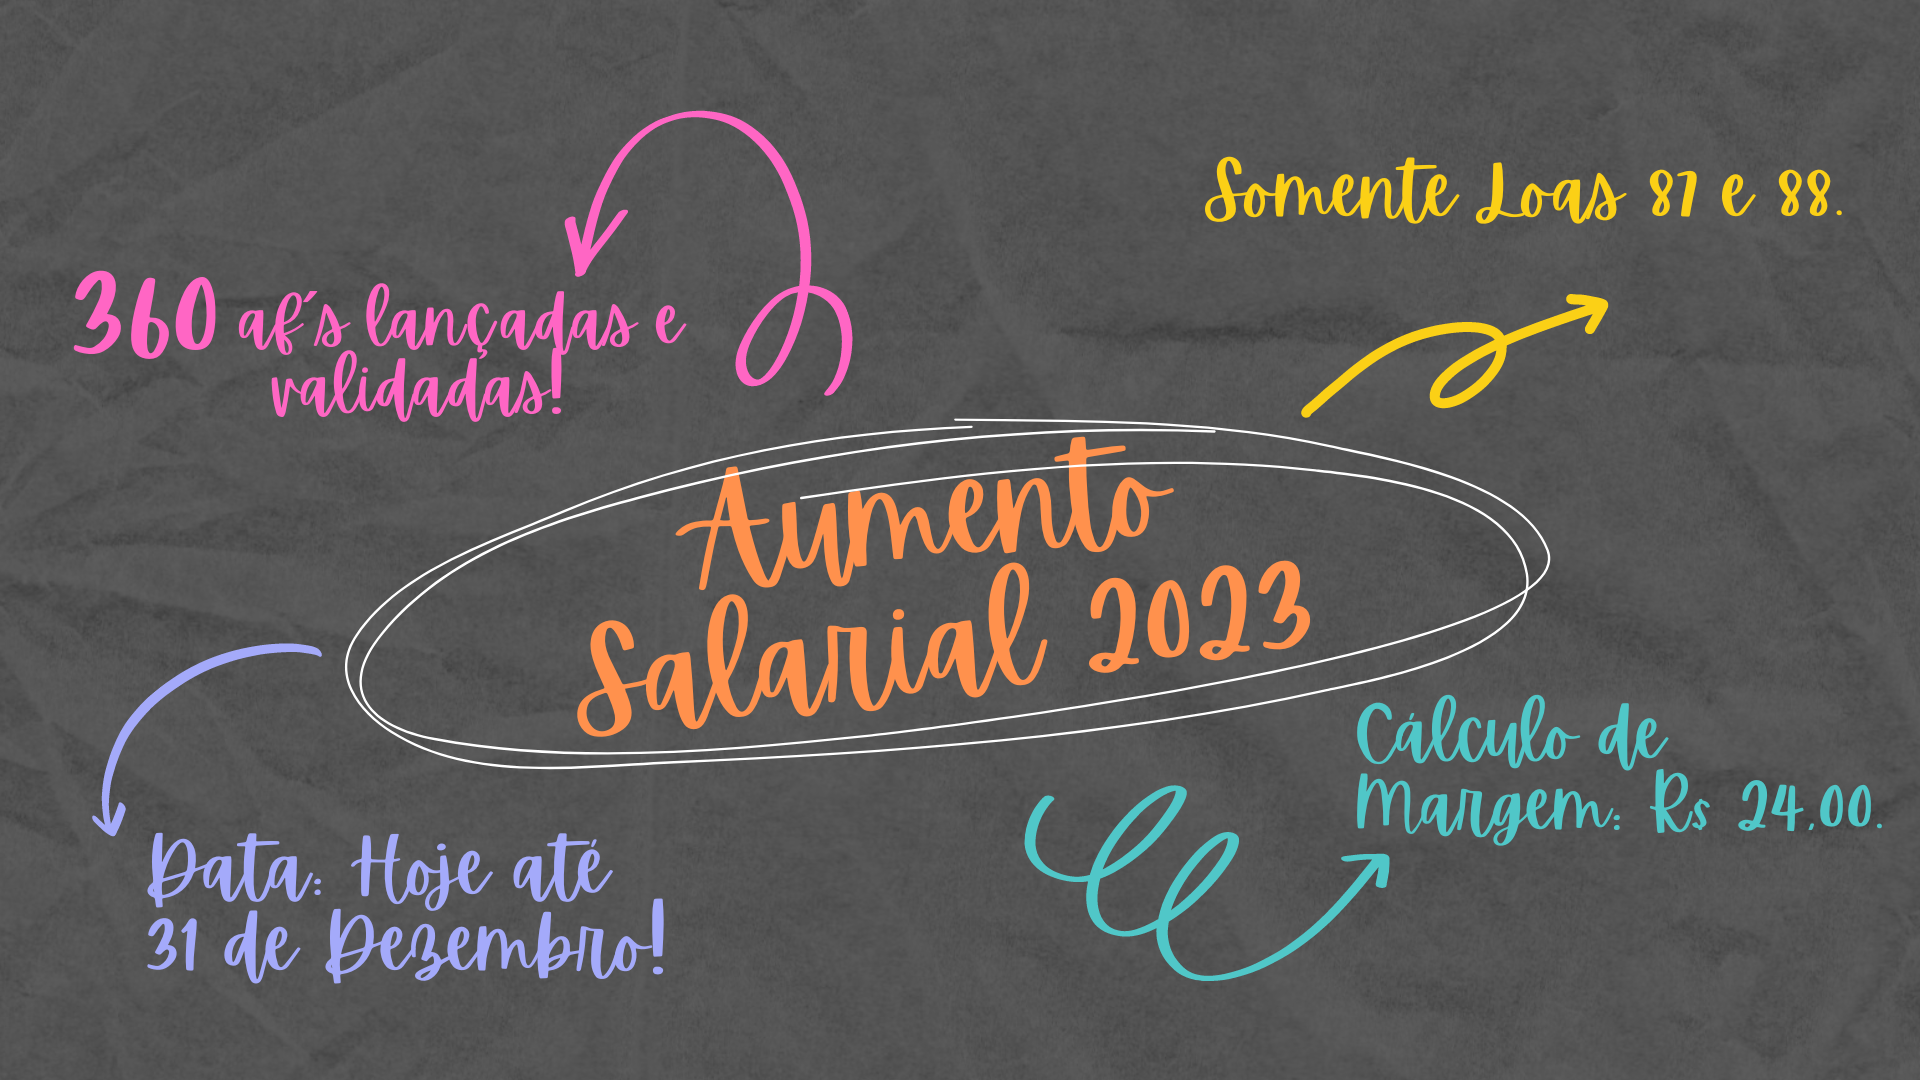 Somente Loas 87 e 88.
360 af's lançadas e
validadas!
Aumento
Salarial 2023
Cálculo de
Margem: R$ 24,00.
Data: Hoje até
31 de Dezembro!